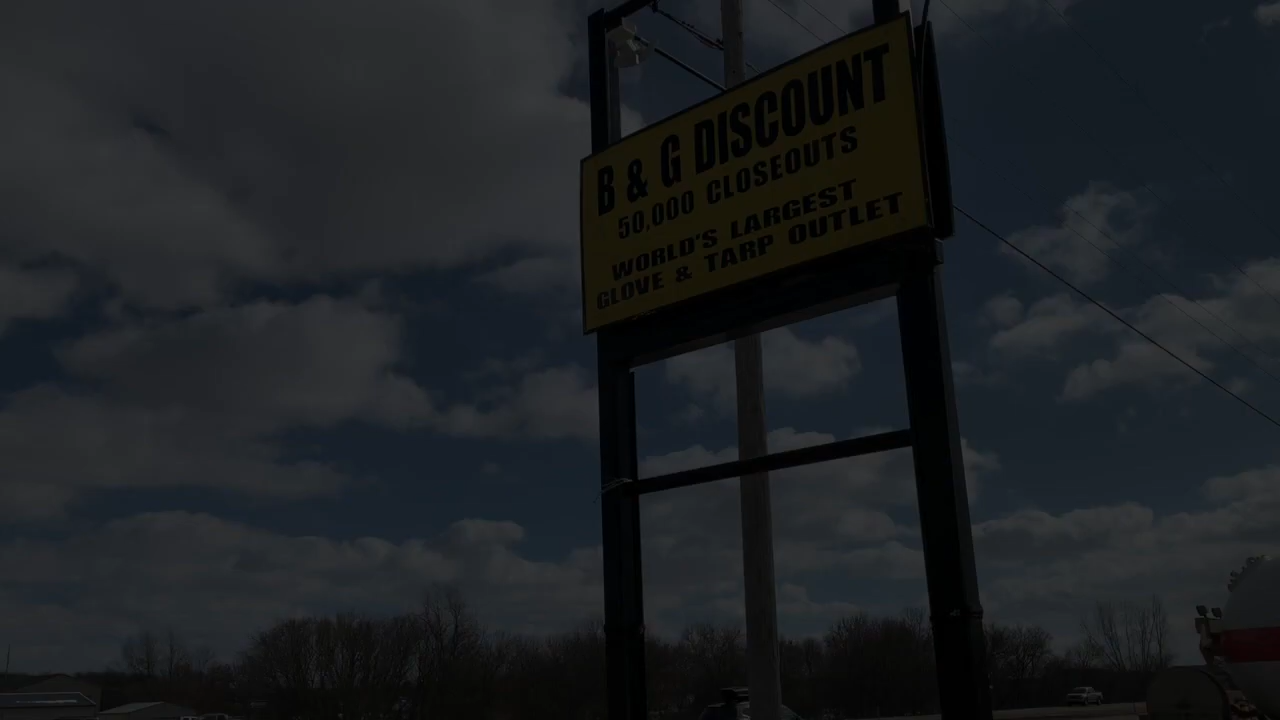 B & G DISCOUNT
50,000 CLOSEOUTS
WORLD'S LARGEST
GLOVE & TARP OUTLET